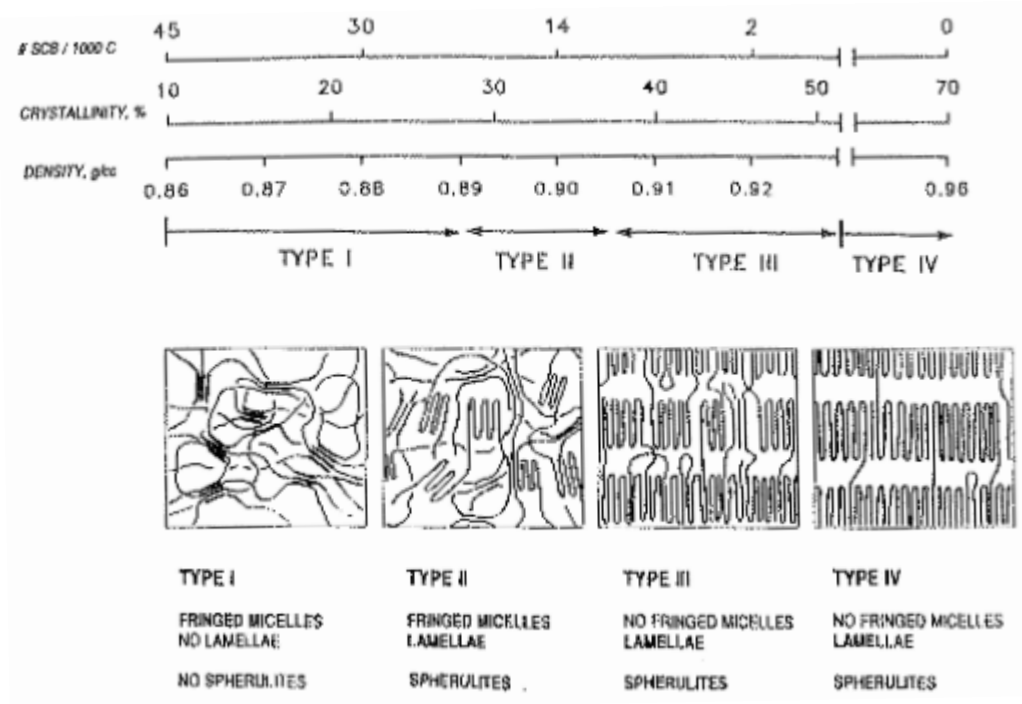 45 30 14 2 0
# SCB / 1000 C
10 20 30 40 50 70
CRYSTALLINITY, %
DENSITY, g/cc
0.86 0.87 0.88 0.89 0.90 0.91 0.92 0.96
TYPE I TYPE II TYPE III TYPE IV
TYPE I TYPE II TYPE III TYPE IV
FRINGED MICELLES FRINGED MICELLES NO FRINGED MICELLES NO FRINGED MICELLES
NO LAMELLAE LAMELLAE LAMELLAE LAMELLAE
NO SPHERULITES SPHERULITES SPHERULITES SPHERULITES